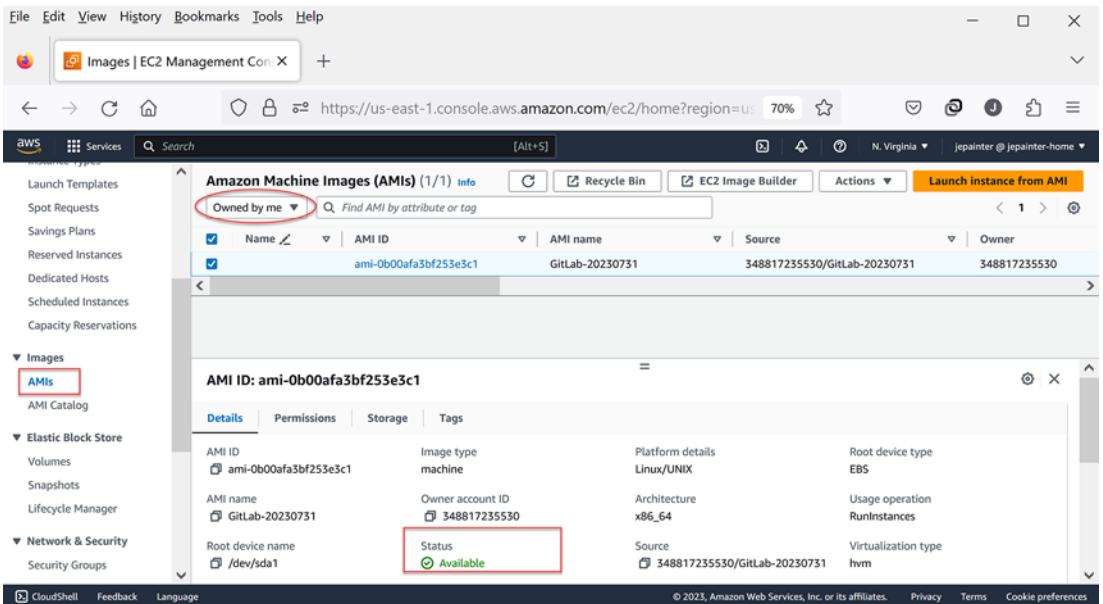 File Edit View History Bookmarks Tools Help
Images | EC2 Management Con
https://us-east-1.console.aws.amazon.com/ec2/home?region=us 70%
aws Services Search [Alt+S] N. Virginia jepainter @ jepainter-home
Instance Types
Launch Templates
Spot Requests
Savings Plans
Reserved Instances
Dedicated Hosts
Scheduled Instances
Capacity Reservations
Images
AMIs
AMI Catalog
Elastic Block Store
Volumes
Snapshots
Lifecycle Manager
Network & Security
Security Groups
Amazon Machine Images (AMIs) (1/1) Info Recycle Bin EC2 Image Builder Actions Launch instance from AMI
Owned by me Find AMI by attribute or tag 1
Name AMI ID AMI name Source Owner
ami-0b00afa3bf253e3c1 GitLab-20230731 348817235530/GitLab-20230731 348817235530
AMI ID: ami-0b00afa3bf253e3c1
Details Permissions Storage Tags
AMI ID Image type Platform details Root device type
ami-0b00afa3bf253e3c1 machine Linux/UNIX EBS
AMI name Owner account ID Architecture Usage operation
GitLab-20230731 348817235530 x86_64 RunInstances
Root device name Status Source Virtualization type
/dev/sda1 Available 348817235530/GitLab-20230731 hvm
CloudShell Feedback Language © 2023, Amazon Web Services, Inc. or its affiliates. Privacy Terms Cookie preferences